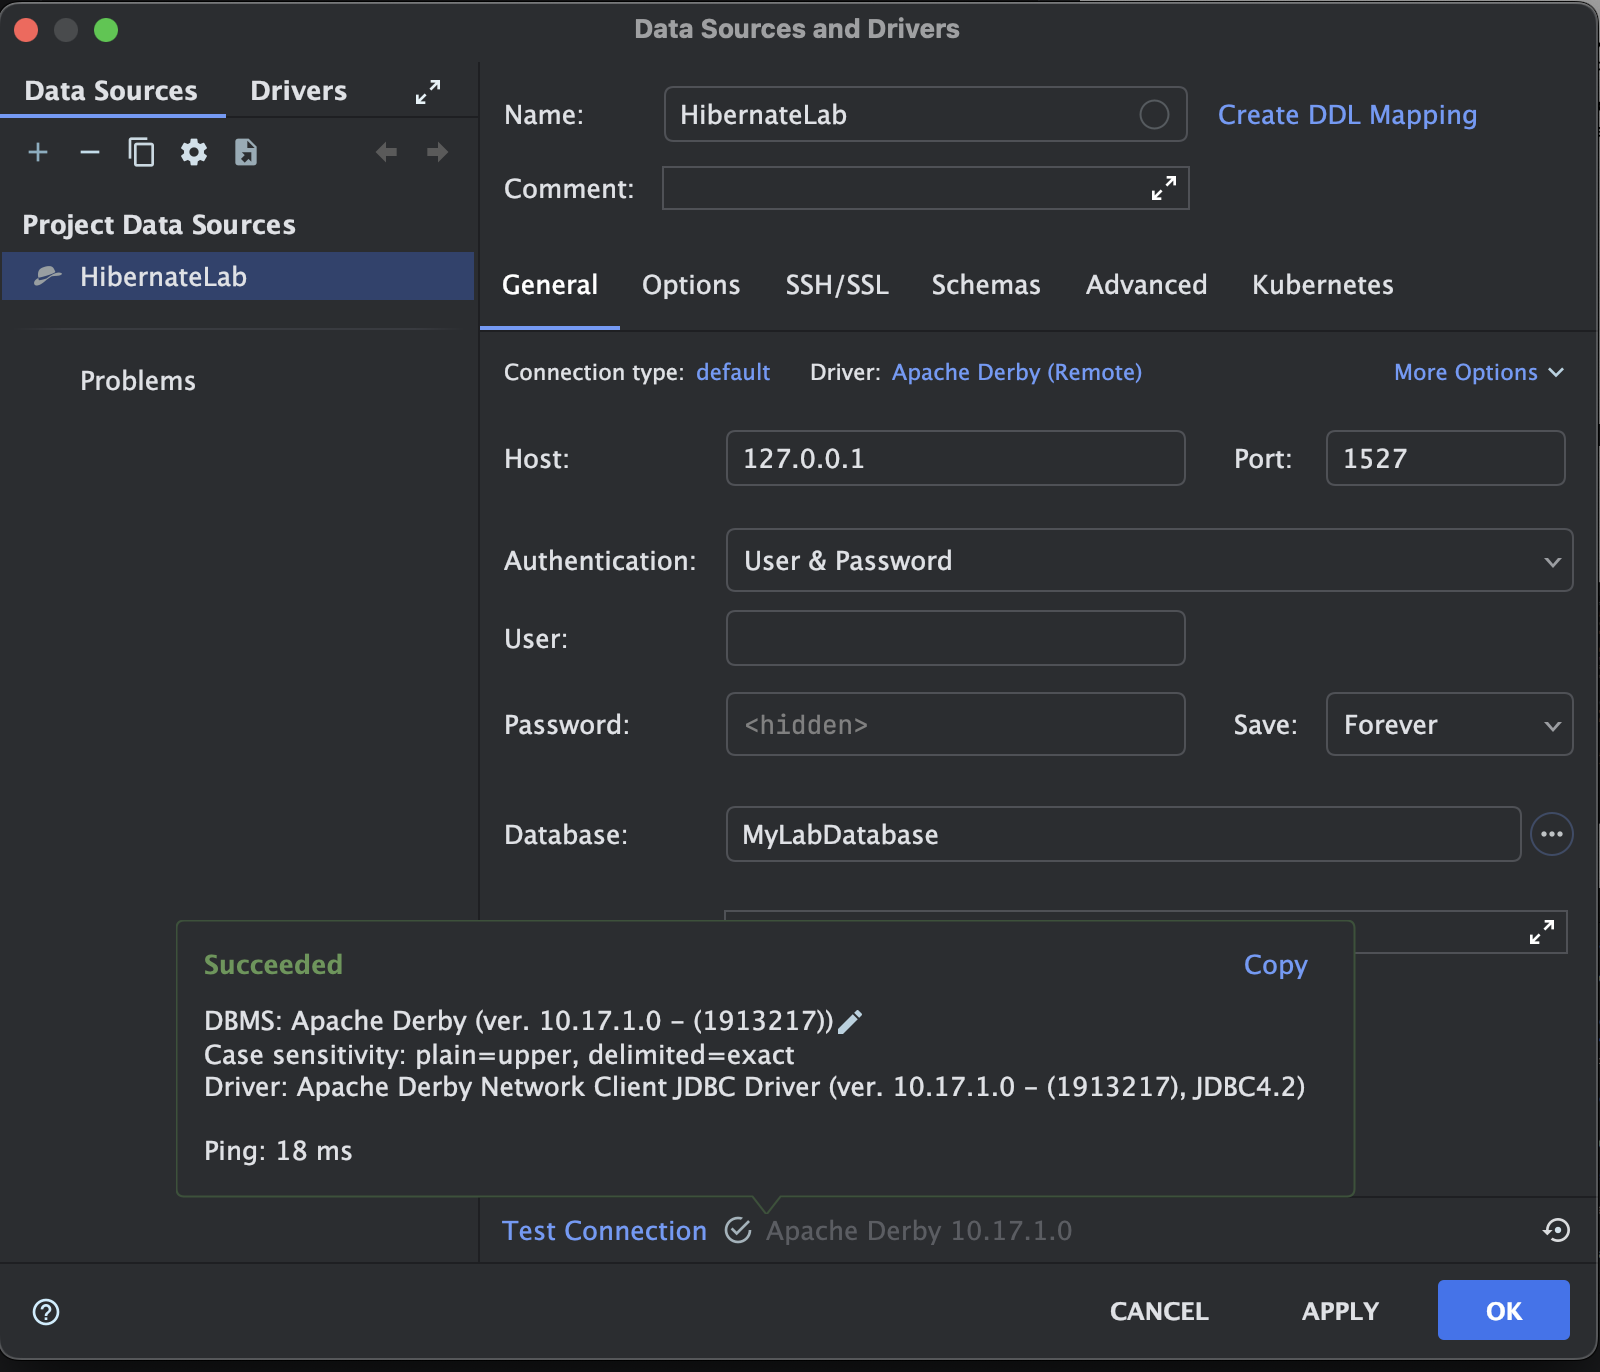 Data Sources and Drivers
Data Sources Drivers
Project Data Sources
HibernateLab
Problems
Name: HibernateLab Create DDL Mapping
Comment:
General Options SSH/SSL Schemas Advanced Kubernetes
Connection type: default Driver: Apache Derby (Remote) More Options
Host: 127.0.0.1 Port: 1527
Authentication: User & Password
User:
Password: <hidden> Save: Forever
Database: MyLabDatabase
Succeeded Copy
DBMS: Apache Derby (ver. 10.17.1.0 - (1913217))
Case sensitivity: plain=upper, delimited=exact
Driver: Apache Derby Network Client JDBC Driver (ver. 10.17.1.0 - (1913217), JDBC4.2)
Ping: 18 ms
Test Connection Apache Derby 10.17.1.0
CANCEL APPLY OK